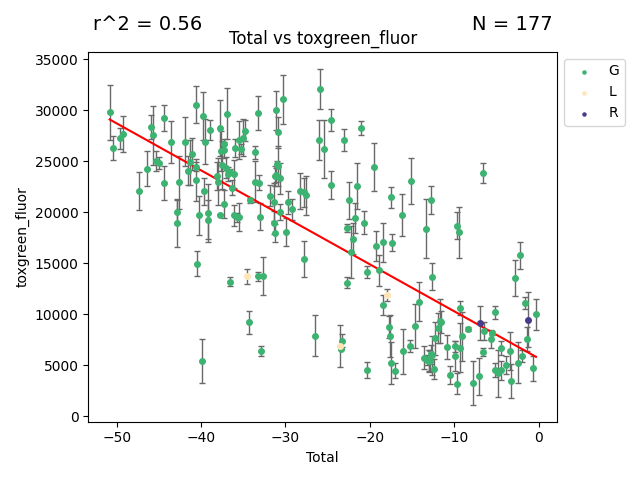 r^2 = 0.56
N = 177
Total vs toxgreen_fluor
35000
30000
25000
20000
15000
10000
5000
0
toxgreen_fluor
−50
−40
−30
−20
−10
0
Total
G
L
R